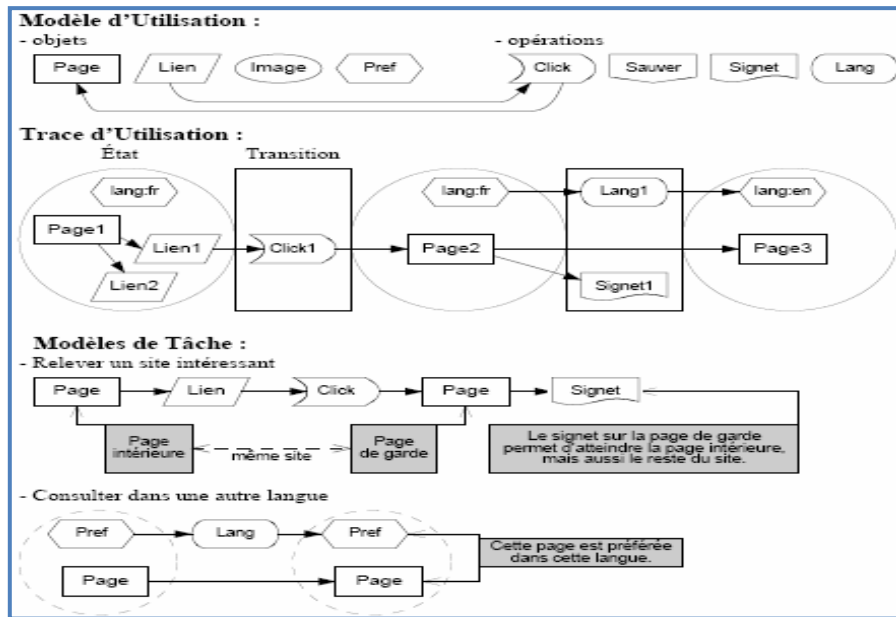 Modèle d'Utilisation :
- objets - opérations
Page Lien Image Pref Click Sauver Signet Lang
Trace d'Utilisation :
État Transition
lang:fr lang:fr Lang1 lang:en
Page1 Lien1 Click1 Page2 Page3
Lien2 Signet1
Modèles de Tâche :
- Relever un site intéressant
Page Lien Click Page Signet
Page
intérieure
même site
Page
de garde
Le signet sur la page de garde
permet d'atteindre la page intérieure,
mais aussi le reste du site.
- Consulter dans une autre langue
Pref Lang Pref
Page Page
Cette page est préférée
dans cette langue.